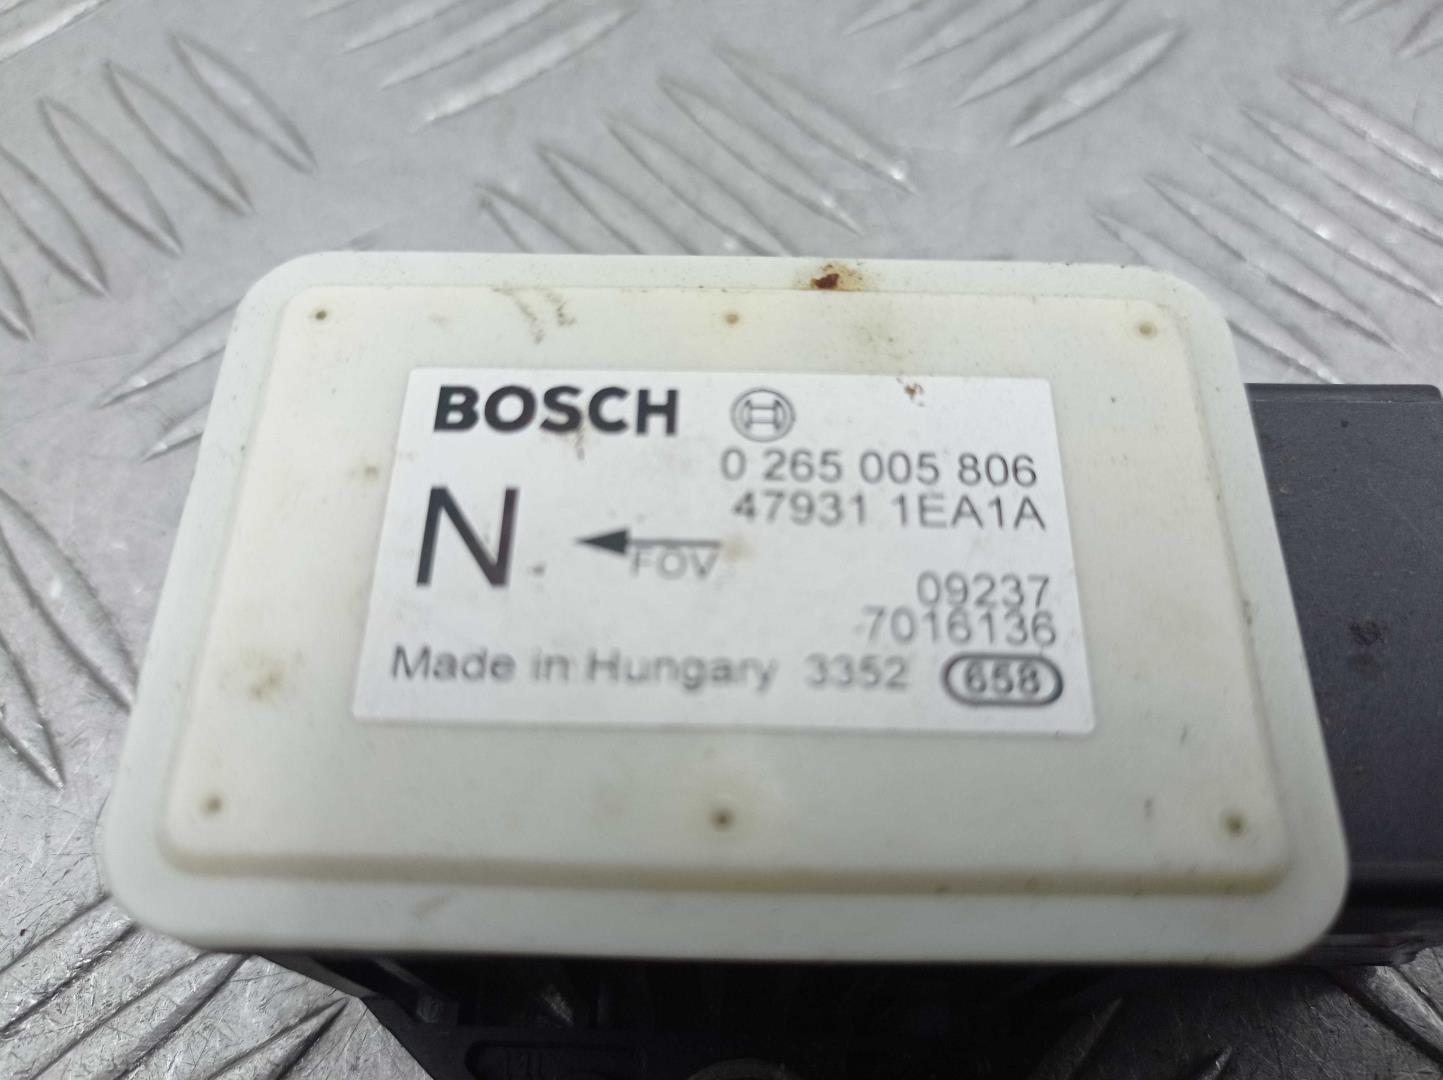 BOSCH
0 265 005 806
47931 1EA1A
N
FOV
09237
7016136
Made in Hungary 3352 658